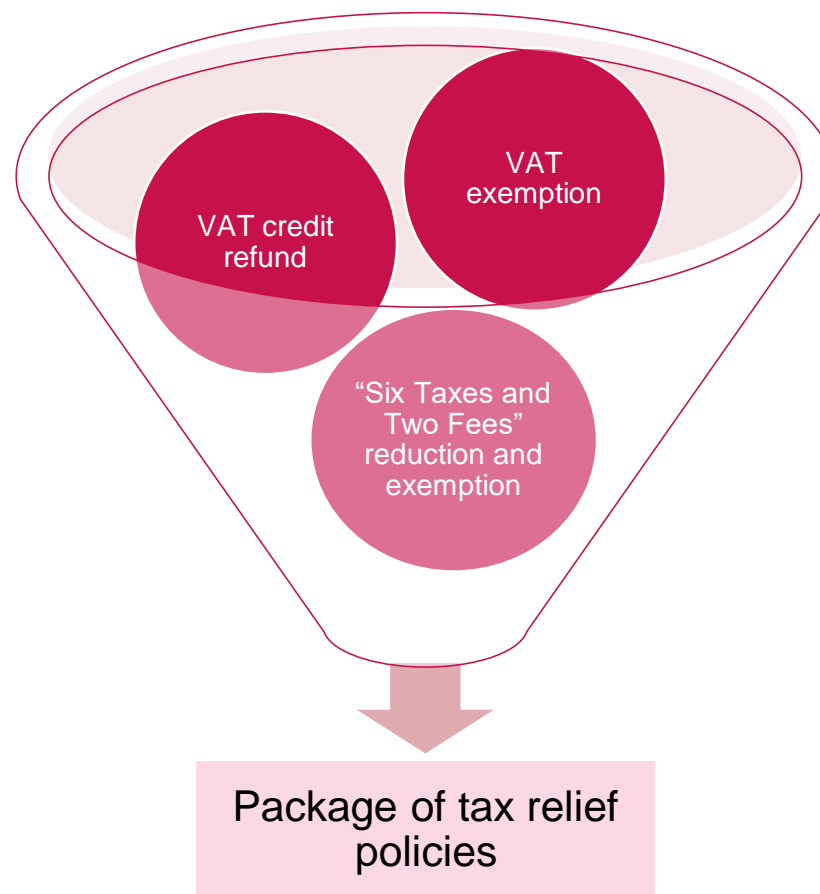 VAT
exemption
VAT credit
refund
“Six Taxes and
Two Fees”
reduction and
exemption
Package of tax relief
policies